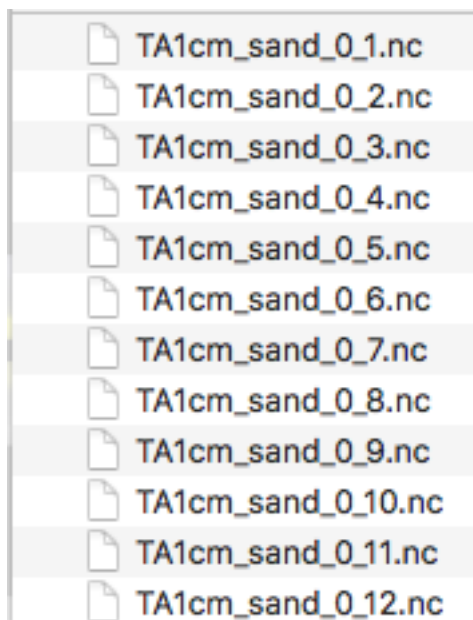 TA1cm_sand_0_1.nc
TA1cm_sand_0_2.nc
TA1cm_sand_0_3.nc
TA1cm_sand_0_4.nc
TA1cm_sand_0_5.nc
TA1cm_sand_0_6.nc
TA1cm_sand_0_7.nc
TA1cm_sand_0_8.nc
TA1cm_sand_0_9.nc
TA1cm_sand_0_10.nc
TA1cm_sand_0_11.nc
TA1cm_sand_0_12.nc